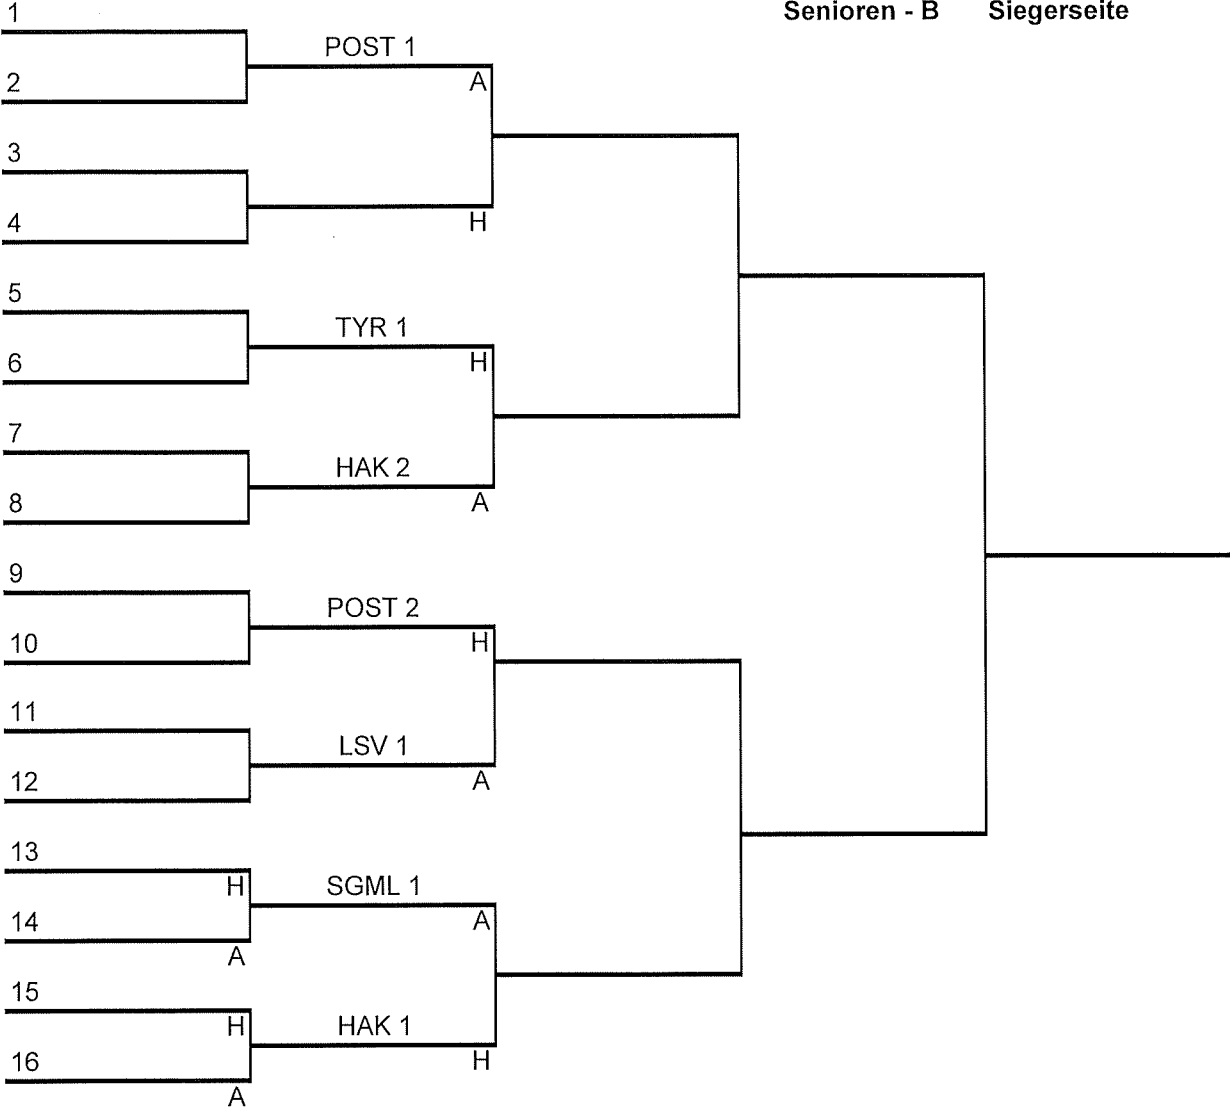 Senioren - B Siegerseite
1
POST 1
A
2
3
4
H
5
TYR 1
H
6
7
HAK 2
A
8
9
POST 2
H
10
11
LSV 1
A
12
13
H
SGML 1
A
14
A
15
H
HAK 1
H
16
A